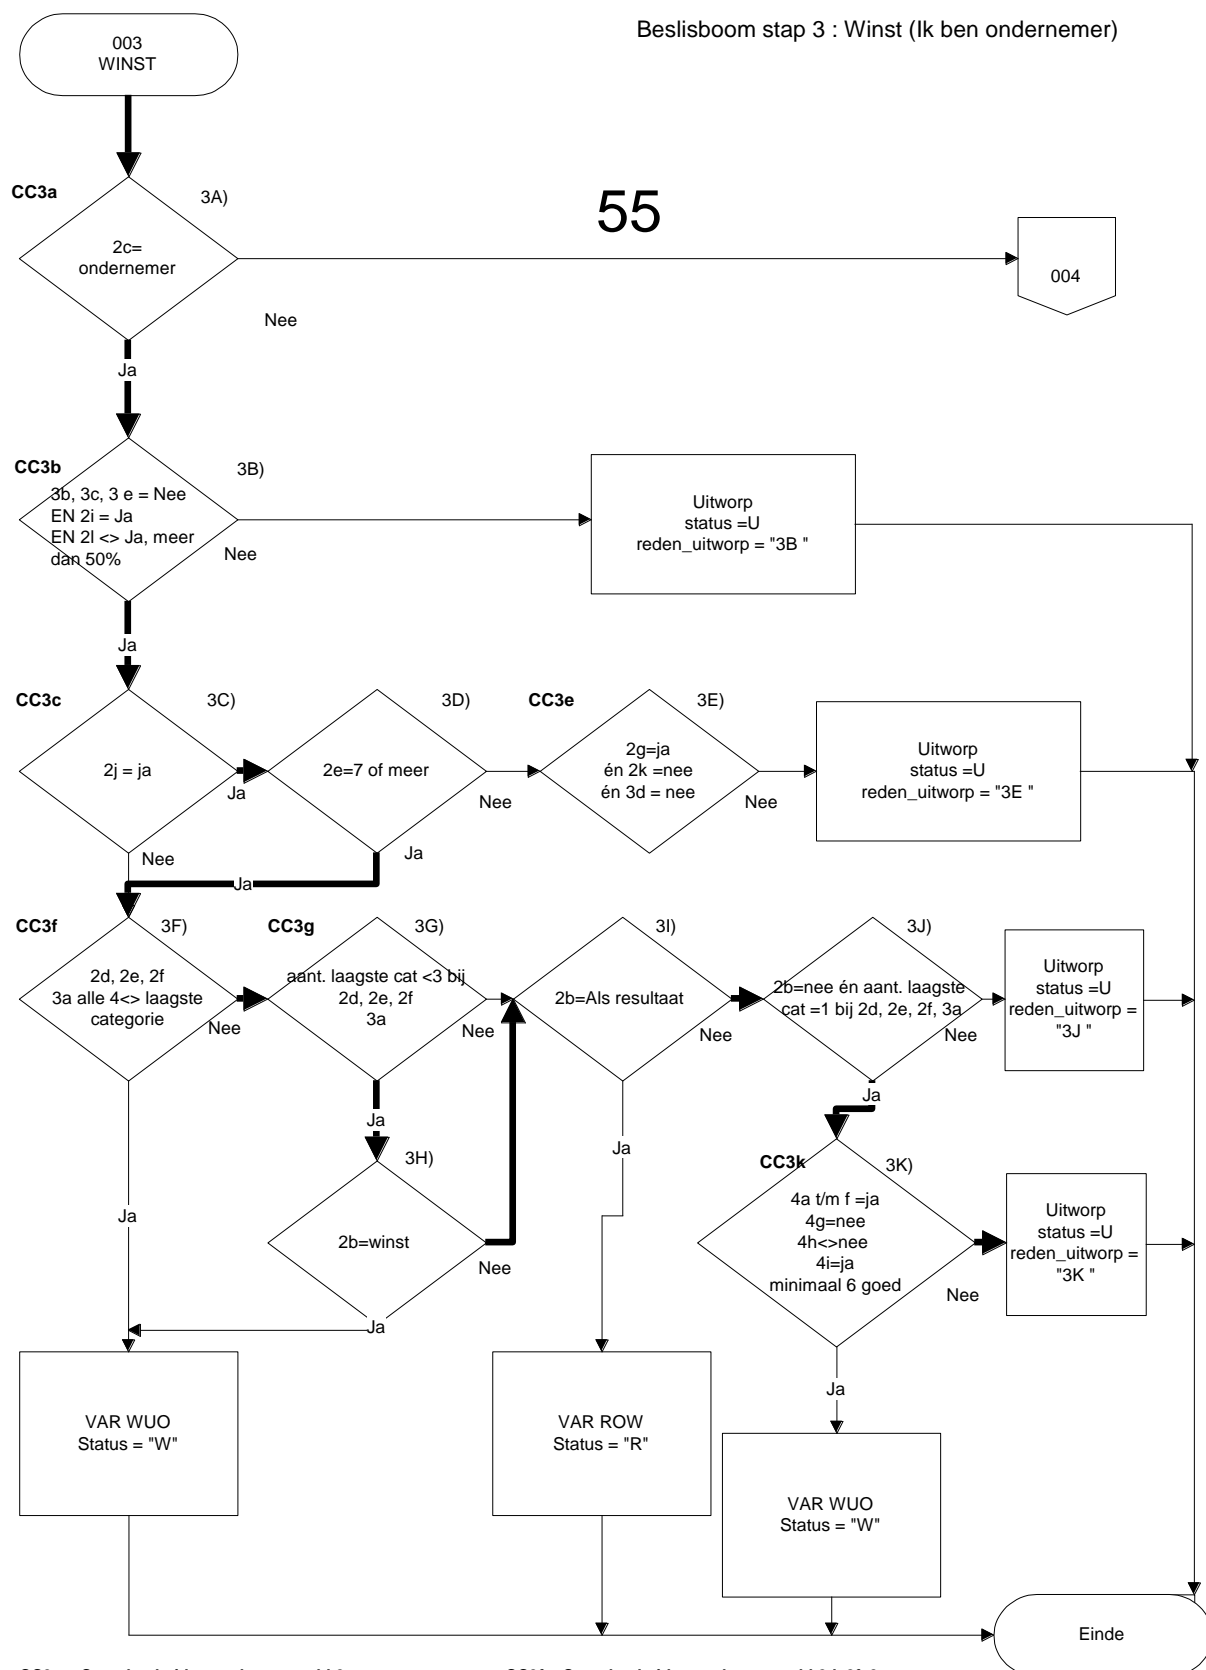 Beslisboom stap 3 : Winst (Ik ben ondernemer)
003
WINST
CC3a
3A)
2c=
ondernemer
55
004
Nee
Ja
CC3b
3B)
3b, 3c, 3 e = Nee
EN 2i = Ja
EN 2l <> Ja, meer
dan 50%
Nee
Uitworp
status =U
reden_uitworp = "3B "
Ja
CC3c
3C)
2j = ja
Ja
Nee
3D)
2e=7 of meer
Nee
Ja
CC3e
3E)
2g=ja
én 2k =nee
én 3d = nee
Nee
Uitworp
status =U
reden_uitworp = "3E "
Ja
CC3f
3F)
2d, 2e, 2f
3a alle 4<> laagste
categorie
Nee
CC3g
3G)
aant. laagste cat <3 bij
2d, 2e, 2f
3a
Nee
Ja
3I)
2b=Als resultaat
Nee
Ja
3J)
2b=nee én aant. laagste
cat =1 bij 2d, 2e, 2f, 3a
Nee
Ja
Uitworp
status =U
reden_uitworp =
"3J "
3H)
2b=winst
Nee
Ja
Ja
CC3k
3K)
4a t/m f =ja
4g=nee
4h<>nee
4i=ja
minimaal 6 goed
Nee
Ja
Uitworp
status =U
reden_uitworp =
"3K "
VAR WUO
Status = "W"
VAR ROW
Status = "R"
VAR WUO
Status = "W"
Einde